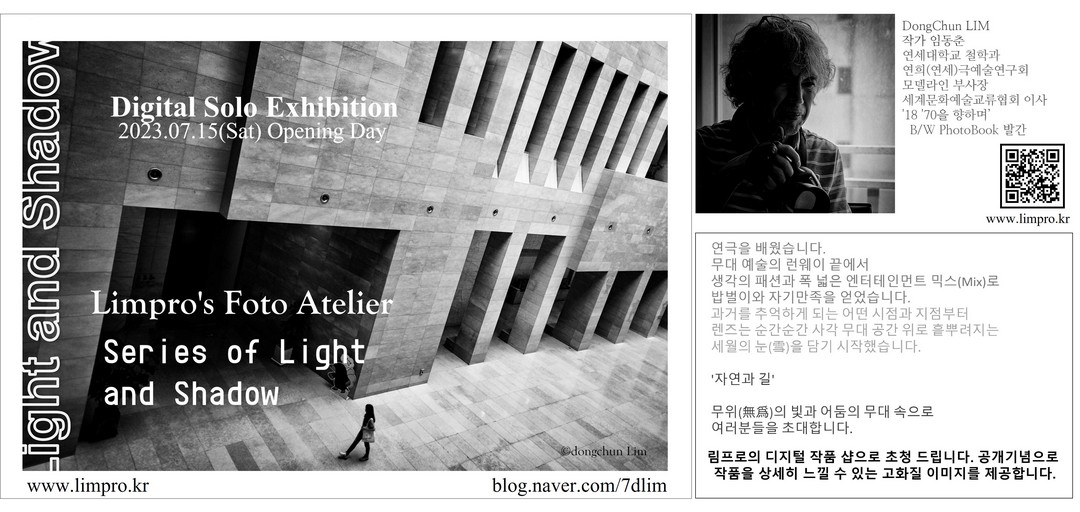 Light and Shadow
Digital Solo Exhibition
2023.07.15(Sat) Opening Day
Limpro's Foto Atelier
Series of Light
and Shadow
©dongchun Lim
www.limpro.kr
blog.naver.com/7dlim
DongChun LIM
작가 임동춘
연세대학교 철학과
연희(연세)극예술연구회
모델라인 부사장
세계문화예술교류협회 이사
'18 '70을 향하며'
B/W PhotoBook 발간
www.limpro.kr
연극을 배웠습니다.
무대 예술의 런웨이 끝에서
생각의 패션과 폭 넓은 엔터테인먼트 믹스(Mix)로
밥벌이와 자기만족을 얻었습니다.
과거를 추억하게 되는 어떤 시점과 지점부터
렌즈는 순간순간 사각 무대 공간 위로 흩뿌려지는
세월의 눈(雪)을 담기 시작했습니다.
'자연과 길'
무위(無爲)의 빛과 어둠의 무대 속으로
여러분들을 초대합니다.
림프로의 디지털 작품 샵으로 초청 드립니다. 공개기념으로
작품을 상세히 느낄 수 있는 고화질 이미지를 제공합니다.